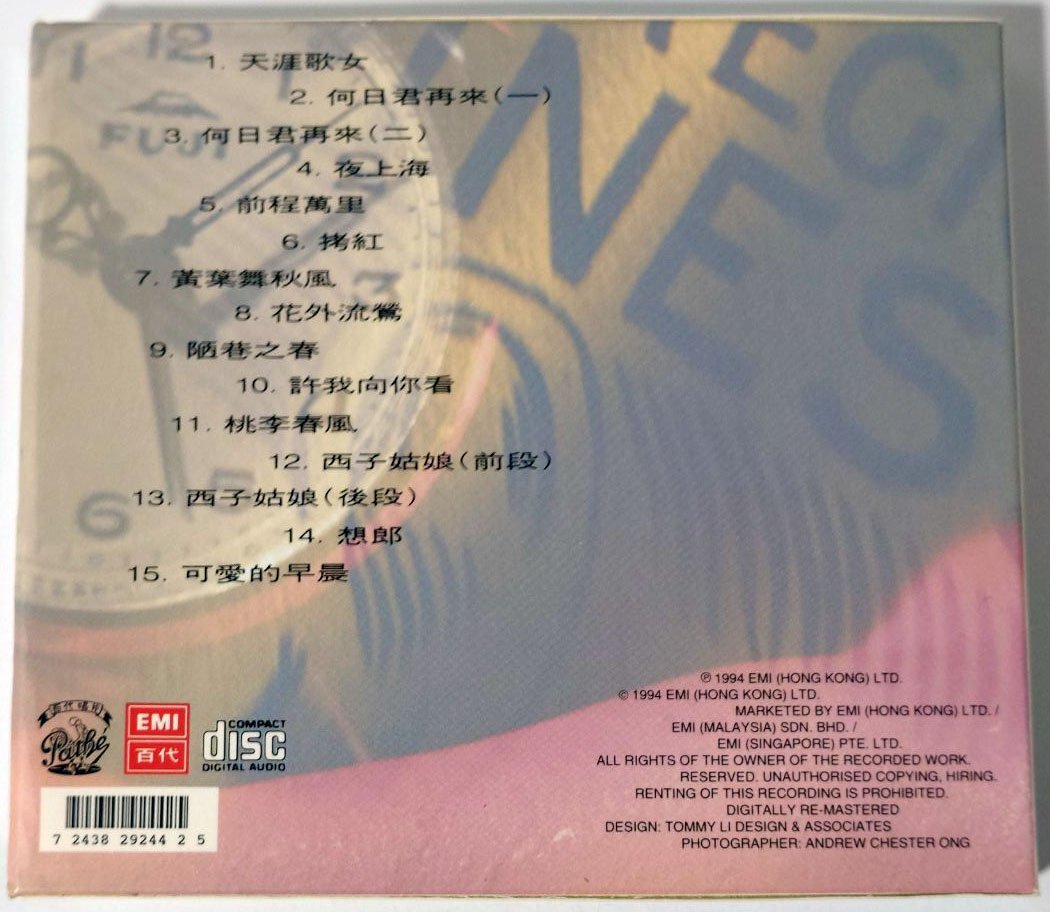 1. 天涯歌女
2. 何日君再來(一)
3. 何日君再來(二)
4. 夜上海
5. 前程萬里
6. 拷紅
7. 黃葉舞秋風
8. 花外流鶯
9. 陋巷之春
10. 許我向你看
11. 桃李春風
12. 西子姑娘(前段)
13. 西子姑娘(後段)
14. 想郎
15. 可愛的早晨
12
FUJI
3
5
6
℗ 1994 EMI (HONG KONG) LTD.
© 1994 EMI (HONG KONG) LTD.
MARKETED BY EMI (HONG KONG) LTD. /
EMI (MALAYSIA) SDN. BHD. /
EMI (SINGAPORE) PTE. LTD.
ALL RIGHTS OF THE OWNER OF THE RECORDED WORK.
RESERVED. UNAUTHORISED COPYING, HIRING.
RENTING OF THIS RECORDING IS PROHIBITED.
DIGITALLY RE-MASTERED
DESIGN: TOMMY LI DESIGN & ASSOCIATES
PHOTOGRAPHER: ANDREW CHESTER ONG
Pathé
EMI
百代
COMPACT
disc
DIGITAL AUDIO
7 24382 92442 5